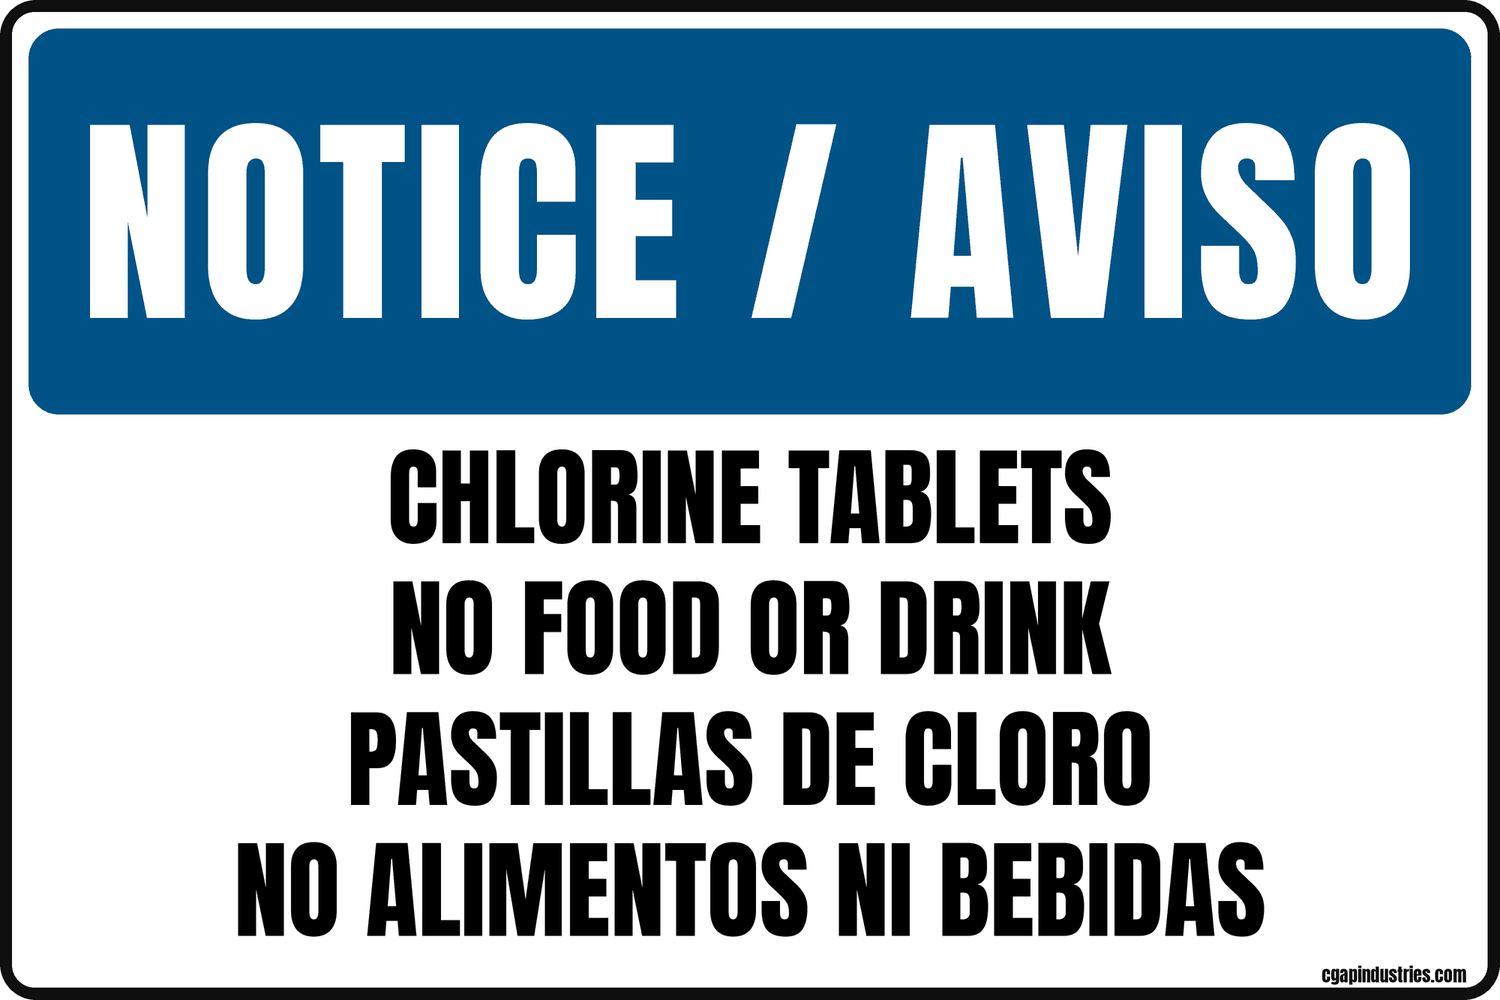 NOTICE / AVISO
CHLORINE TABLETS
NO FOOD OR DRINK
PASTILLAS DE CLORO
NO ALIMENTOS NI BEBIDAS
cgapindustries.com